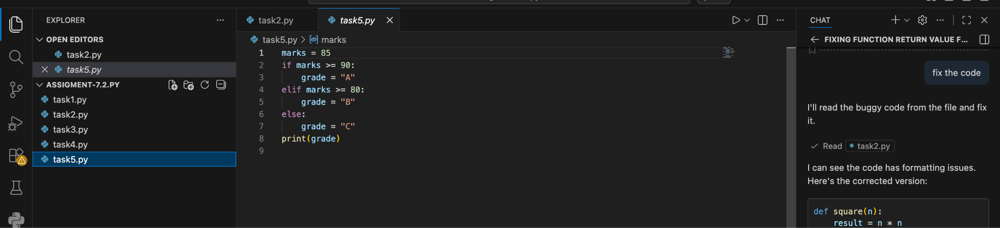 EXPLORER
OPEN EDITORS
task2.py
task5.py
ASSIGMENT-7.2.PY
task1.py
task2.py
task3.py
task4.py
task5.py
task2.py
task5.py
task5.py > marks
1 marks = 85
2 if marks >= 90:
3     grade = "A"
4 elif marks >= 80:
5     grade = "B"
6 else:
7     grade = "C"
8 print(grade)
9
CHAT
FIXING FUNCTION RETURN VALUE F...
fix the code
I'll read the buggy code from the file and fix
it.
Read task2.py
I can see the code has formatting issues.
Here's the corrected version:
def square(n):
    result = n * n